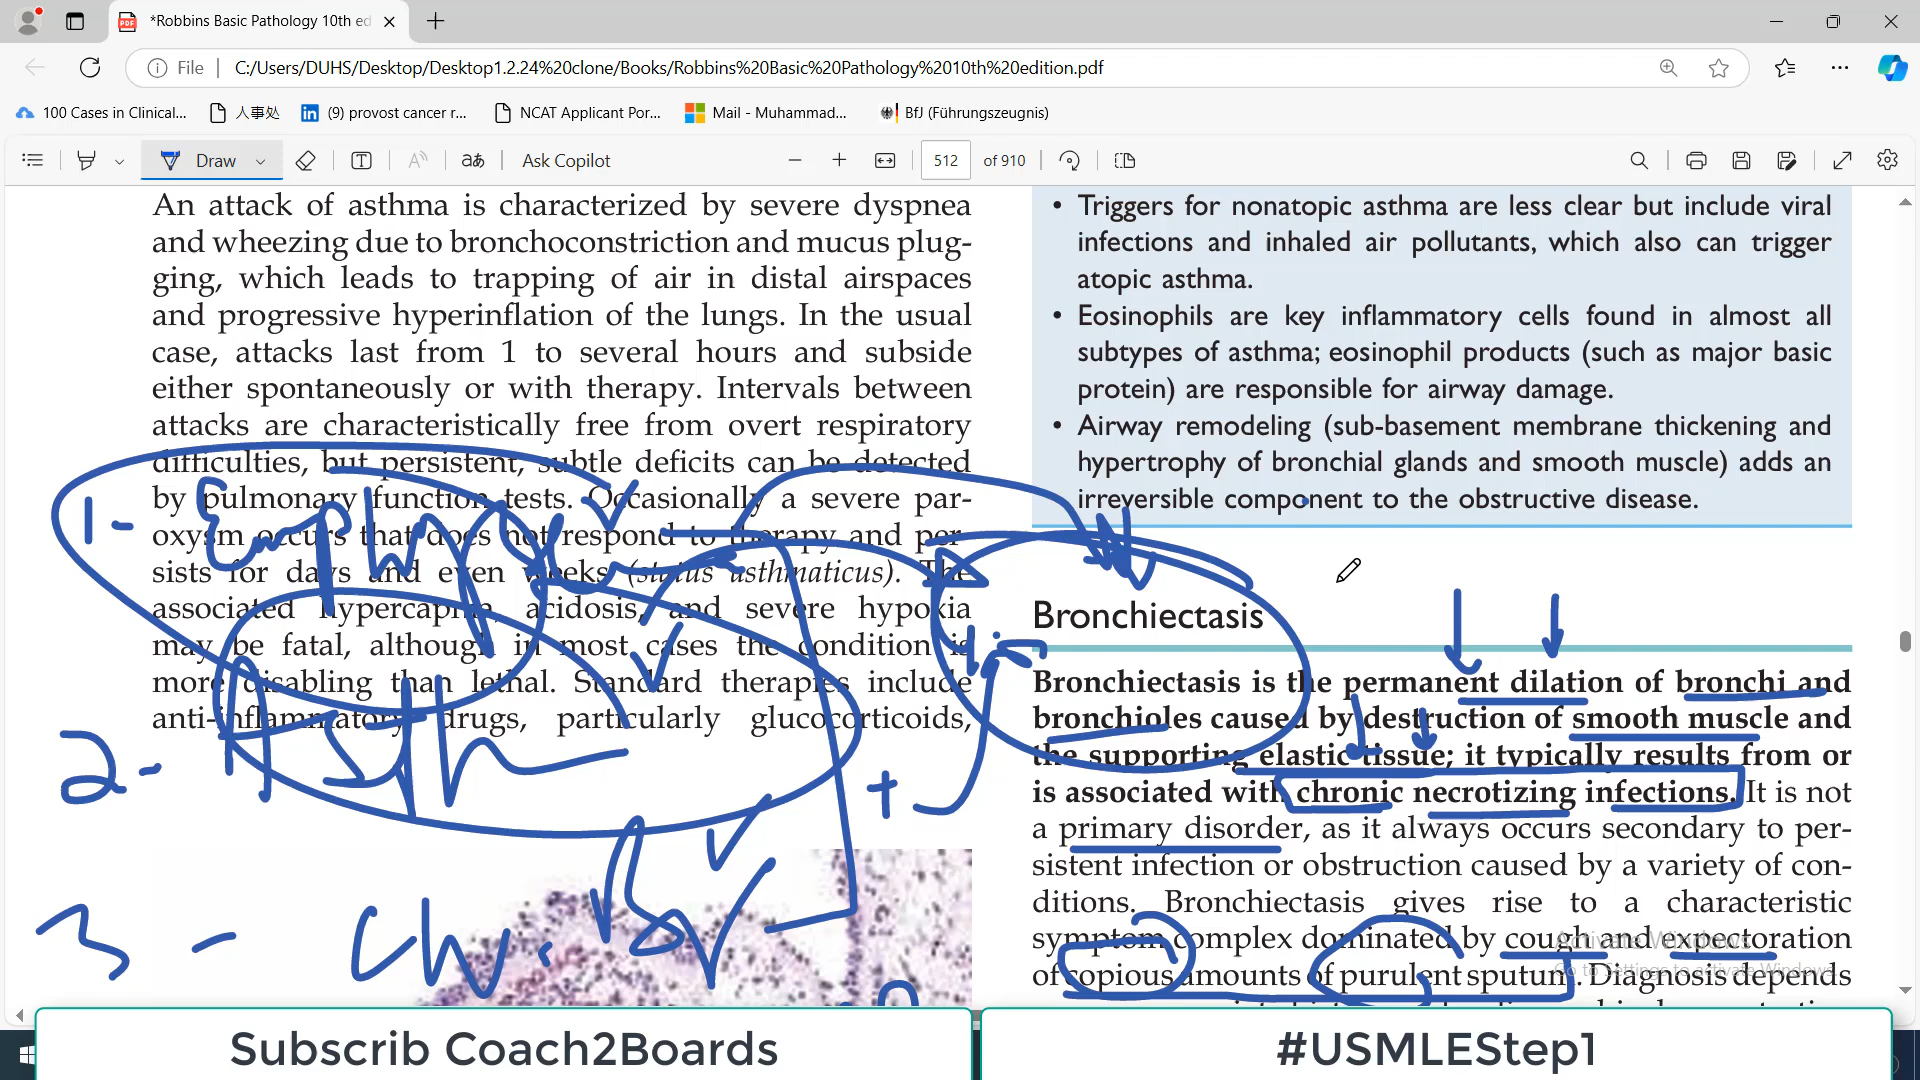 *Robbins Basic Pathology 10th ed
File
C:/Users/DUHS/Desktop/Desktop1.2.24%20clone/Books/Robbins%20Basic%20Pathology%2010th%20edition.pdf
100 Cases in Clinical...
人事处
(9) provost cancer r...
NCAT Applicant Por...
Mail - Muhammad...
BfJ (Führungszeugnis)
Draw
Ask Copilot
512 of 910
An attack of asthma is characterized by severe dyspnea
and wheezing due to bronchoconstriction and mucus plug-
ging, which leads to trapping of air in distal airspaces
and progressive hyperinflation of the lungs. In the usual
case, attacks last from 1 to several hours and subside
either spontaneously or with therapy. Intervals between
attacks are characteristically free from overt respiratory
difficulties, but persistent, subtle deficits can be detected
by pulmonary function tests. Occasionally a severe par-
oxysm occurs that does not respond to therapy and per-
sists for days and even weeks (status asthmaticus). The
associated hypercapnia, acidosis, and severe hypoxia
may be fatal, although in most cases the condition is
more disabling than lethal. Standard therapies include
anti-inflammatory drugs, particularly glucocorticoids,
1-
2- Asth
3 - Ch. Br
• Triggers for nonatopic asthma are less clear but include viral
infections and inhaled air pollutants, which also can trigger
atopic asthma.
• Eosinophils are key inflammatory cells found in almost all
subtypes of asthma; eosinophil products (such as major basic
protein) are responsible for airway damage.
• Airway remodeling (sub-basement membrane thickening and
hypertrophy of bronchial glands and smooth muscle) adds an
irreversible component to the obstructive disease.
Bronchiectasis
Bronchiectasis is the permanent dilation of bronchi and
bronchioles caused by destruction of smooth muscle and
the supporting elastic tissue; it typically results from or
is associated with chronic necrotizing infections. It is not
a primary disorder, as it always occurs secondary to per-
sistent infection or obstruction caused by a variety of con-
ditions. Bronchiectasis gives rise to a characteristic
symptom complex dominated by cough and expectoration
of copious amounts of purulent sputum. Diagnosis depends
Activate Windows
Go to Settings to activate Windows.
Subscrib Coach2Boards
#USMLEStep1